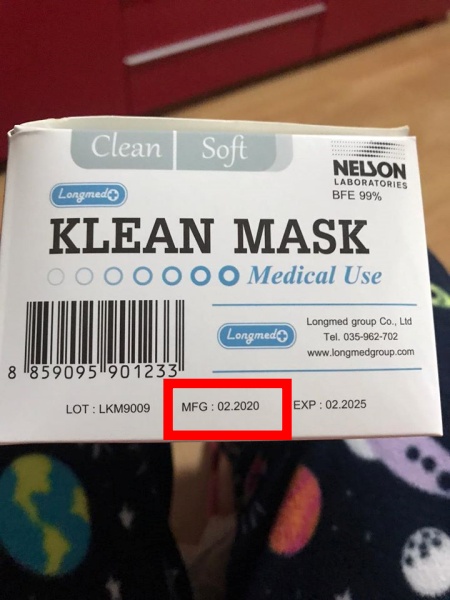 Clean Soft
NELSON
LABORATORIES
BFE 99%
Longmed
KLEAN MASK
Medical Use
Longmed
Longmed group Co., Ltd
Tel. 035-962-702
www.longmedgroup.com
8 859095 901233
LOT : LKM9009 MFG : 02.2020 EXP : 02.2025